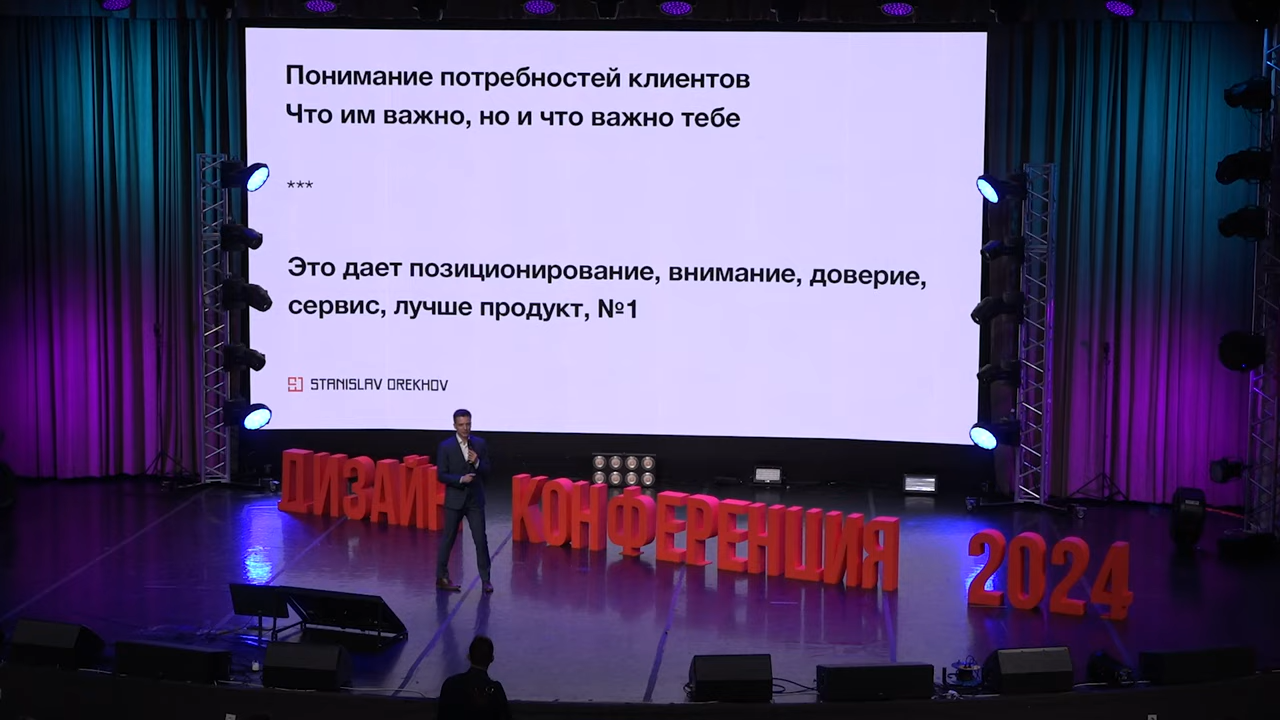 Понимание потребностей клиентов
Что им важно, но и что важно тебе
***
Это дает позиционирование, внимание, доверие,
сервис, лучше продукт, №1
STANISLAV OREKHOV
ДИЗАЙН КОНФЕРЕНЦИЯ 2024